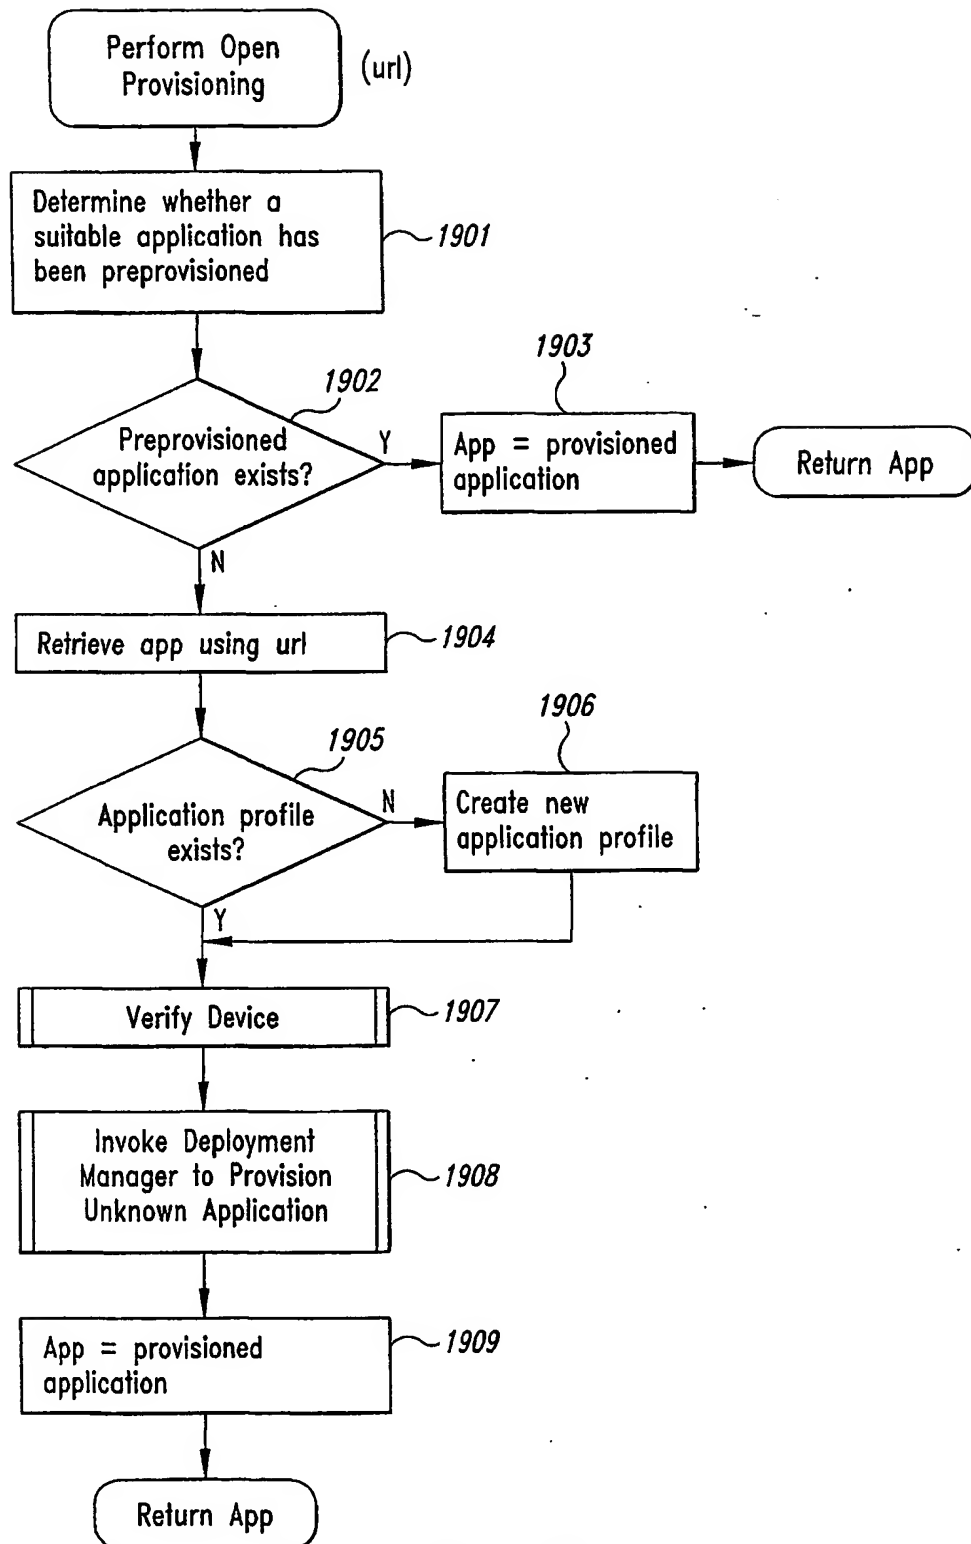 Perform Open
Provisioning
(url)
Determine whether a
suitable application has
been preprovisioned
1901
1902
Preprovisioned
application exists?
Y
1903
App = provisioned
application
Return App
N
Retrieve app using url
1904
1905
Application profile
exists?
N
1906
Create new
application profile
Y
Verify Device
1907
Invoke Deployment
Manager to Provision
Unknown Application
1908
App = provisioned
application
1909
Return App